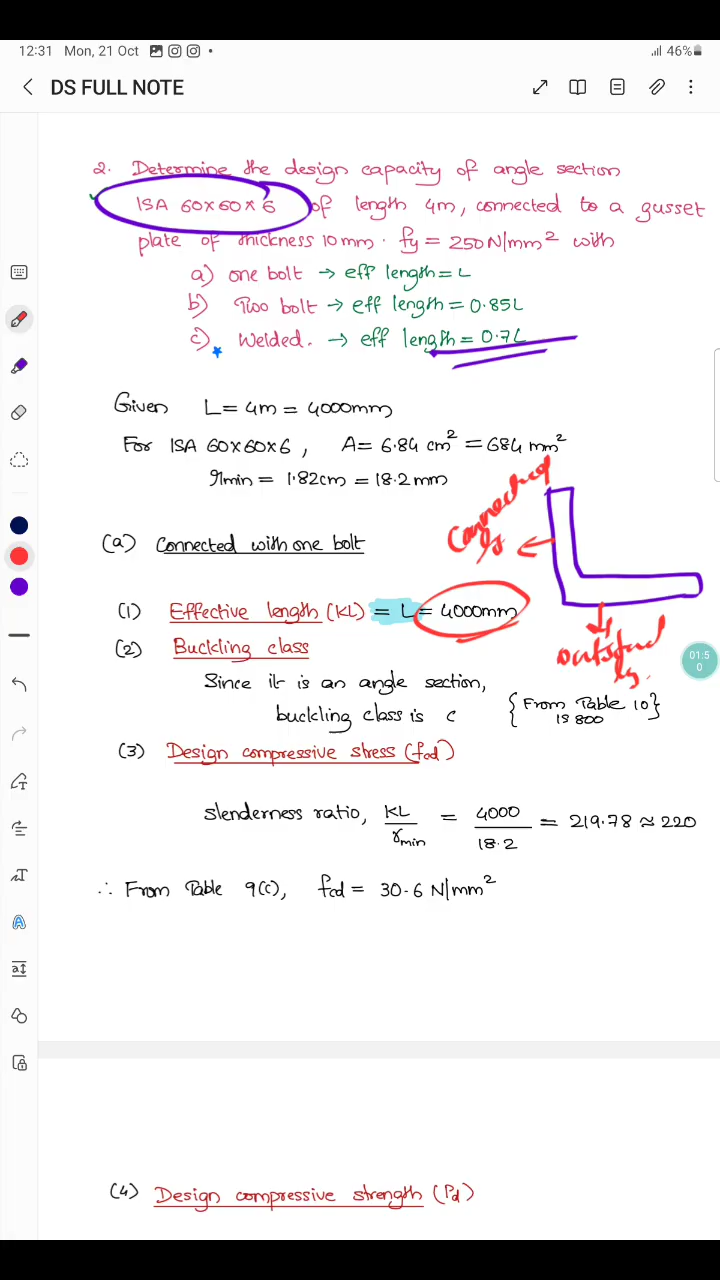 12:31 Mon, 21 Oct
46%
DS FULL NOTE
2. Determine the design capacity of angle section
ISA 60×60×6 of length 4m, connected to a gusset
plate of thickness 10mm. fy = 250N/mm² with
a) one bolt → eff length = L
b) Two bolt → eff length = 0.85L
c) Welded. → eff length = 0.7L
Given L = 4m = 4000mm
For ISA 60×60×6, A = 6.84 cm² = 684 mm²
rmin = 1.82cm = 18.2mm
Connected
(a) Connected with one bolt
(1) Effective length (KL) = L = 4000mm
(2) Buckling class
Since it is an angle section,
buckling class is c {From Table 10}
IS 800
01:50
(3) Design compressive stress (fcd)
Slenderness ratio, KL/rmin = 4000/18.2 = 219.78 ≈ 220
∴ From Table 9(c), fcd = 30.6 N/mm²
(4) Design compressive strength (Pd)